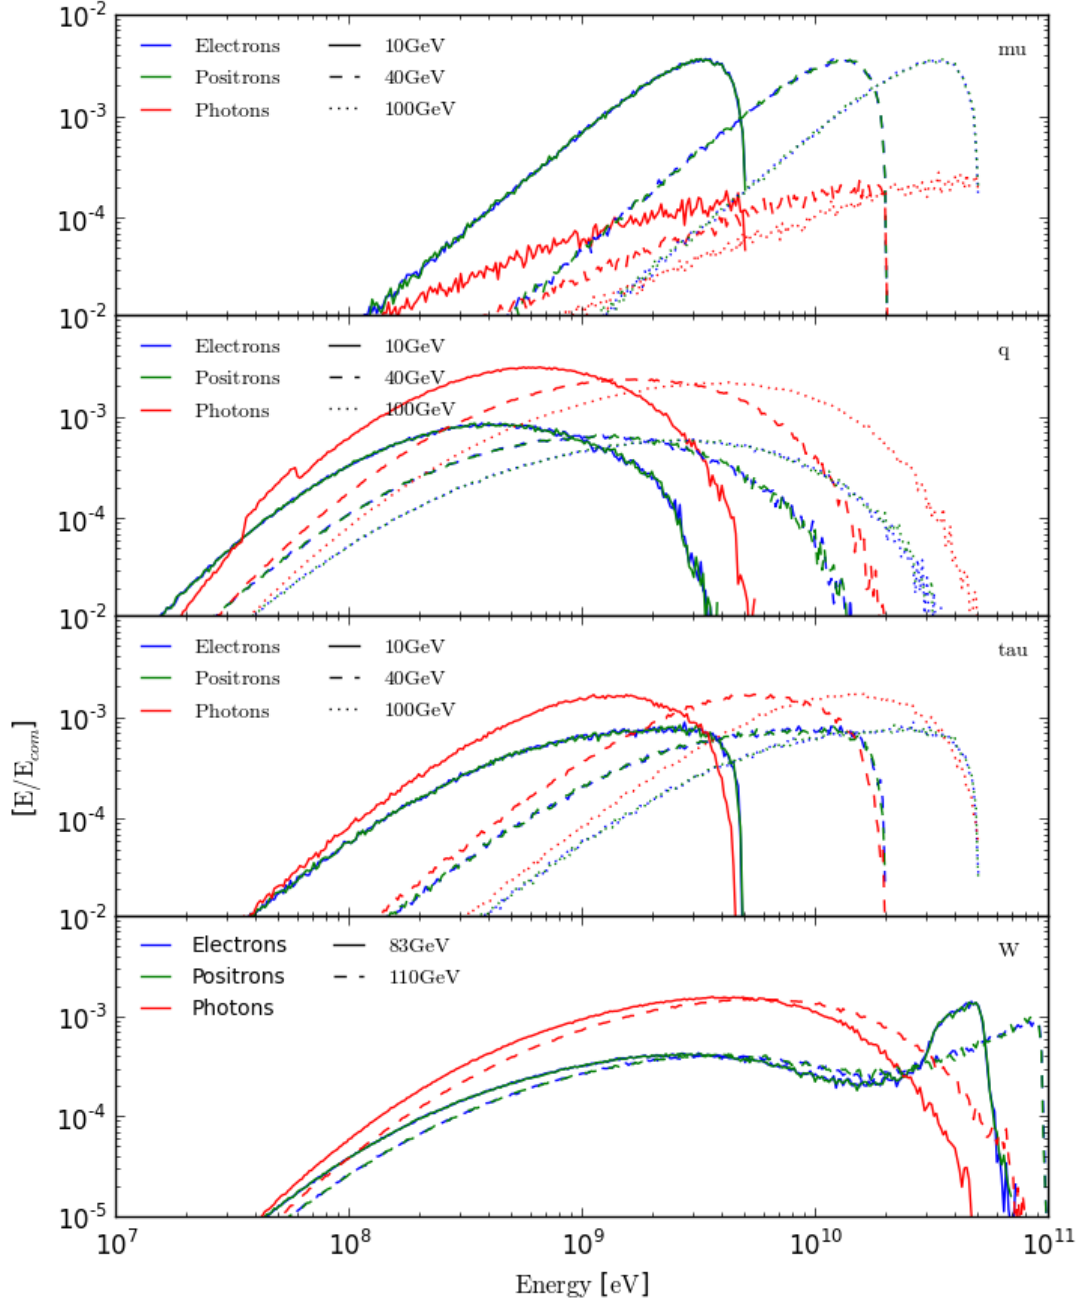 10^-2
Electrons 10GeV mu
Positrons 40GeV
Photons 100GeV
10^-3
10^-4
10^-2
Electrons 10GeV q
Positrons 40GeV
Photons 100GeV
10^-3
10^-4
10^-2
Electrons 10GeV tau
Positrons 40GeV
Photons 100GeV
10^-3
10^-4
[E/E_com]
10^-2
Electrons 83GeV W
Positrons 110GeV
Photons
10^-3
10^-4
10^-5
10^7 10^8 10^9 10^10 10^11
Energy [eV]